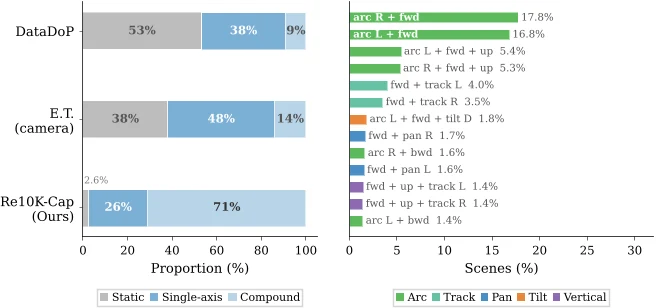 DataDoP
53%
38%
9%
E.T.
(camera)
38%
48%
14%
2.6%
Re10K-Cap
(Ours)
26%
71%
0
20
40
60
80
100
Proportion (%)
Static
Single-axis
Compound
arc R + fwd 17.8%
arc L + fwd 16.8%
arc L + fwd + up 5.4%
arc R + fwd + up 5.3%
fwd + track L 4.0%
fwd + track R 3.5%
arc L + fwd + tilt D 1.8%
fwd + pan R 1.7%
arc R + bwd 1.6%
fwd + pan L 1.6%
fwd + up + track L 1.4%
fwd + up + track R 1.4%
arc L + bwd 1.4%
0
5
10
15
20
25
30
Scenes (%)
Arc
Track
Pan
Tilt
Vertical